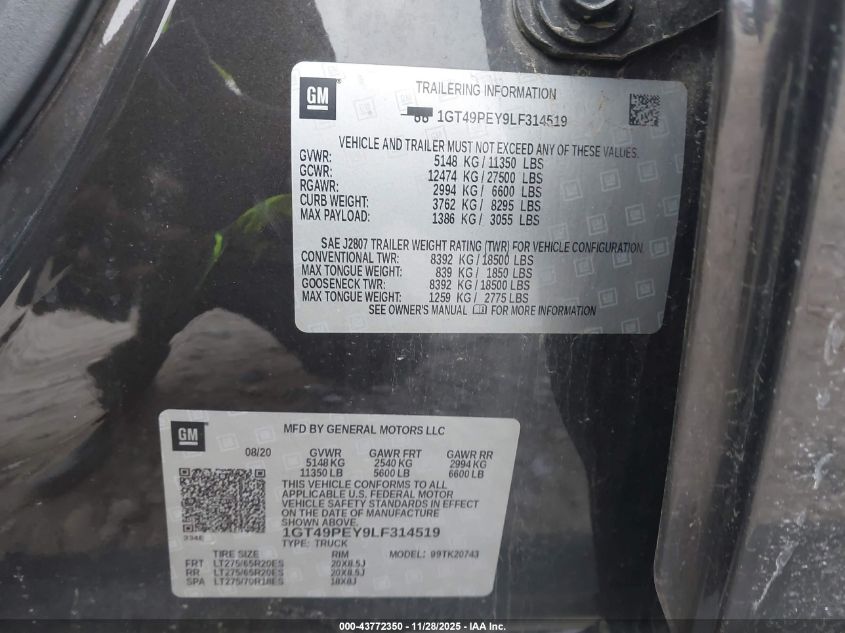 GM
TRAILERING INFORMATION
1GT49PEY9LF314519
VEHICLE AND TRAILER MUST NOT EXCEED ANY OF THESE VALUES.
GVWR: 5148 KG / 11350 LBS
GCWR: 12474 KG / 27500 LBS
RGAWR: 2994 KG / 6600 LBS
CURB WEIGHT: 3762 KG / 8295 LBS
MAX PAYLOAD: 1386 KG / 3055 LBS
SAE J2807 TRAILER WEIGHT RATING (TWR) FOR VEHICLE CONFIGURATION.
CONVENTIONAL TWR: 8392 KG / 18500 LBS
MAX TONGUE WEIGHT: 839 KG / 1850 LBS
GOOSENECK TWR: 8392 KG / 18500 LBS
MAX TONGUE WEIGHT: 1259 KG / 2775 LBS
SEE OWNER'S MANUAL FOR MORE INFORMATION
GM
MFD BY GENERAL MOTORS LLC
08/20 GVWR GAWR FRT GAWR RR
5148 KG 2540 KG 2994 KG
11350 LB 5600 LB 6600 LB
THIS VEHICLE CONFORMS TO ALL
APPLICABLE U.S. FEDERAL MOTOR
VEHICLE SAFETY STANDARDS IN EFFECT
ON THE DATE OF MANUFACTURE
SHOWN ABOVE.
1GT49PEY9LF314519
TYPE: TRUCK
MODEL: 99TK20743
TIRE SIZE RIM
FRT LT275/65R20ES 20X8.5J
RR LT275/65R20ES 20X8.5J
SPA LT275/70R18ES 18X8J
000-43772350 | 11/28/2025 | IAA Inc.